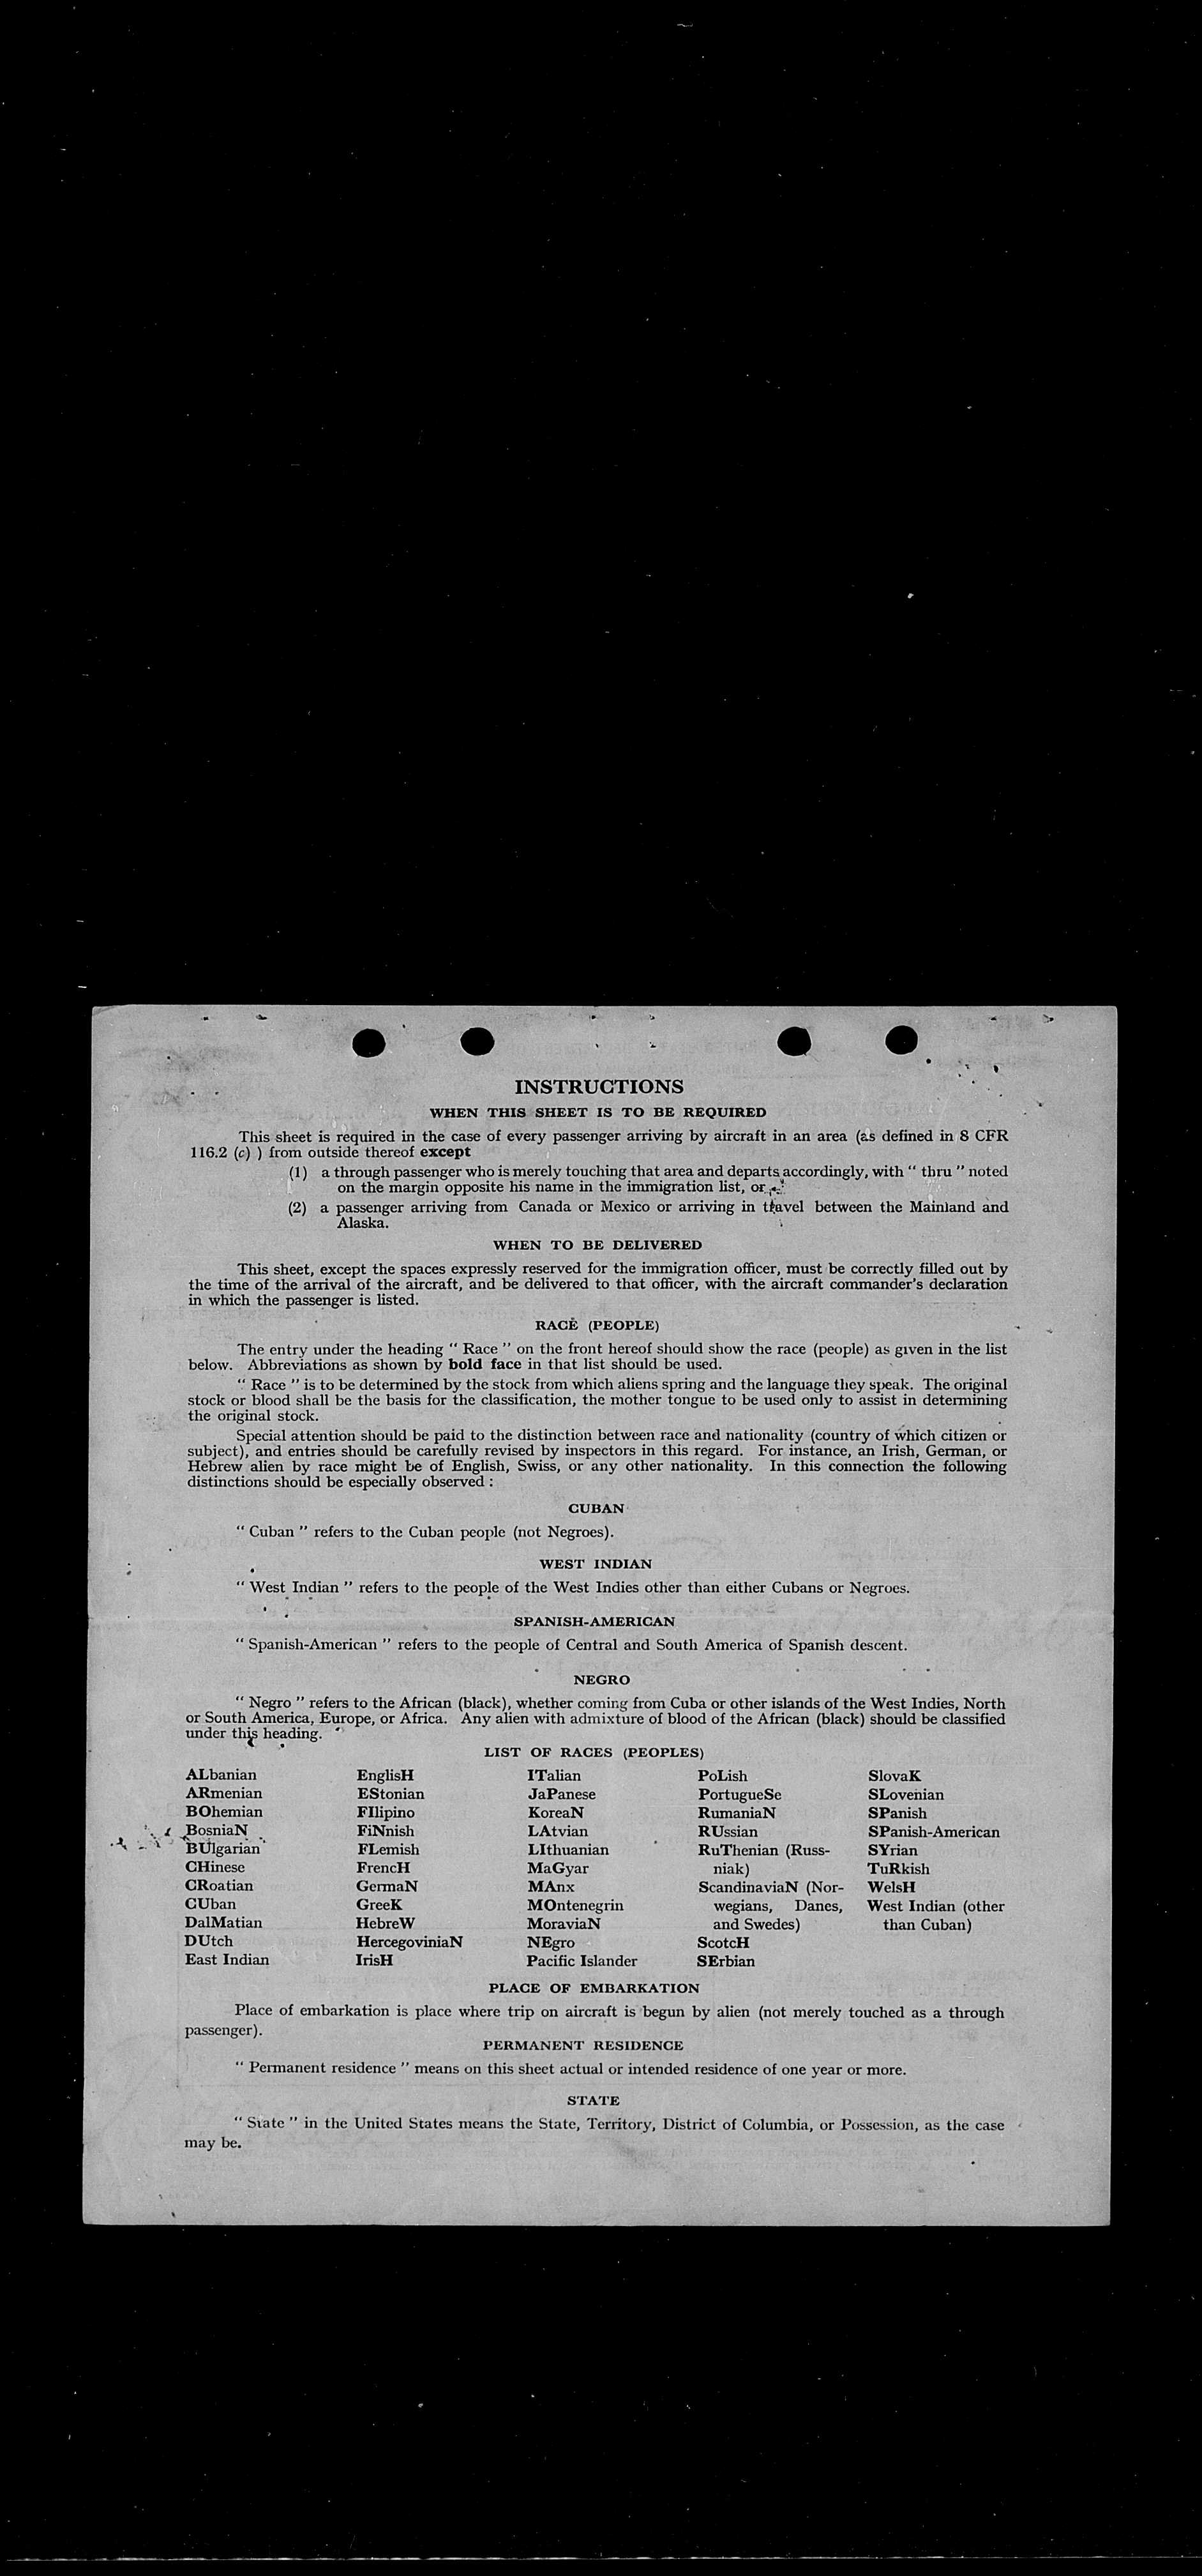 INSTRUCTIONS
WHEN THIS SHEET IS TO BE REQUIRED
This sheet is required in the case of every passenger arriving by aircraft in an area (as defined in 8 CFR
116.2 (c) ) from outside thereof except
(1) a through passenger who is merely touching that area and departs accordingly, with “ thru ” noted
on the margin opposite his name in the immigration list, or
(2) a passenger arriving from Canada or Mexico or arriving in travel between the Mainland and
Alaska.
WHEN TO BE DELIVERED
This sheet, except the spaces expressly reserved for the immigration officer, must be correctly filled out by
the time of the arrival of the aircraft, and be delivered to that officer, with the aircraft commander's declaration
in which the passenger is listed.
RACE (PEOPLE)
The entry under the heading “ Race ” on the front hereof should show the race (people) as given in the list
below. Abbreviations as shown by bold face in that list should be used.
“ Race ” is to be determined by the stock from which aliens spring and the language they speak. The original
stock or blood shall be the basis for the classification, the mother tongue to be used only to assist in determining
the original stock.
Special attention should be paid to the distinction between race and nationality (country of which citizen or
subject), and entries should be carefully revised by inspectors in this regard. For instance, an Irish, German, or
Hebrew alien by race might be of English, Swiss, or any other nationality. In this connection the following
distinctions should be especially observed :
CUBAN
“ Cuban ” refers to the Cuban people (not Negroes).
WEST INDIAN
“ West Indian ” refers to the people of the West Indies other than either Cubans or Negroes.
SPANISH-AMERICAN
“ Spanish-American ” refers to the people of Central and South America of Spanish descent.
NEGRO
“ Negro ” refers to the African (black), whether coming from Cuba or other islands of the West Indies, North
or South America, Europe, or Africa. Any alien with admixture of blood of the African (black) should be classified
under this heading.
LIST OF RACES (PEOPLES)
ALbanian
ARmenian
BOhemian
BosniaN
BUlgarian
CHinese
CRoatian
CUban
DalMatian
DUtch
East Indian
EnglisH
EStonian
FIlipino
FiNnish
FLemish
FrencH
GermaN
GreeK
HebreW
HercegoviniaN
IrisH
ITalian
JaPanese
KoreaN
LAtvian
LIthuanian
MaGyar
MAnx
MOntenegrin
MoraviaN
NEgro
Pacific Islander
PoLish
PortugueSe
RumaniaN
RUssian
RuThenian (Russ-
niak)
ScandinaviaN (Nor-
wegians, Danes,
and Swedes)
ScotcH
SErbian
SlovaK
SLovenian
SPanish
SPanish-American
SYrian
TuRkish
WelsH
West Indian (other
than Cuban)
PLACE OF EMBARKATION
Place of embarkation is place where trip on aircraft is begun by alien (not merely touched as a through
passenger).
PERMANENT RESIDENCE
“ Permanent residence ” means on this sheet actual or intended residence of one year or more.
STATE
“ State ” in the United States means the State, Territory, District of Columbia, or Possession, as the case
may be.